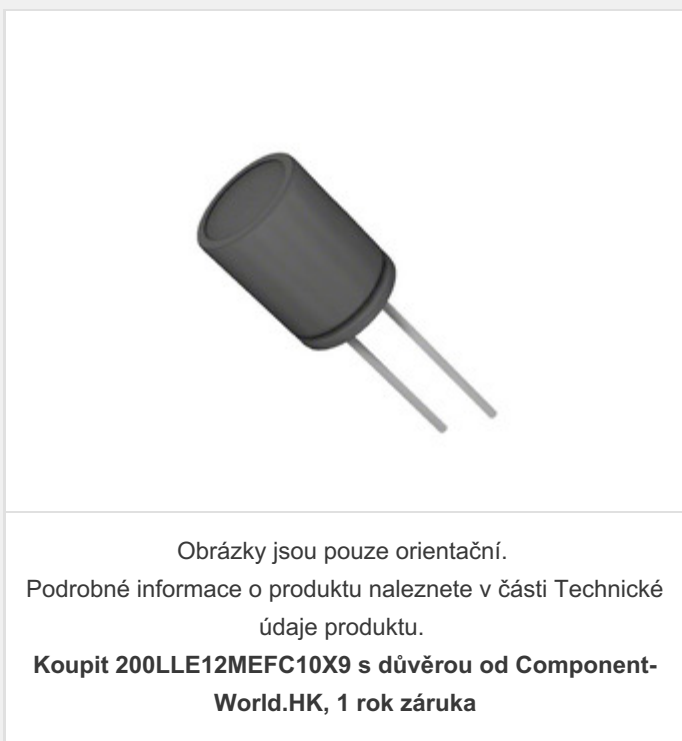 Obrázky jsou pouze orientační.
Podrobné informace o produktu naleznete v části Technické
údaje produktu.
Koupit 200LLE12MEFC10X9 s důvěrou od Component-
World.HK, 1 rok záruka